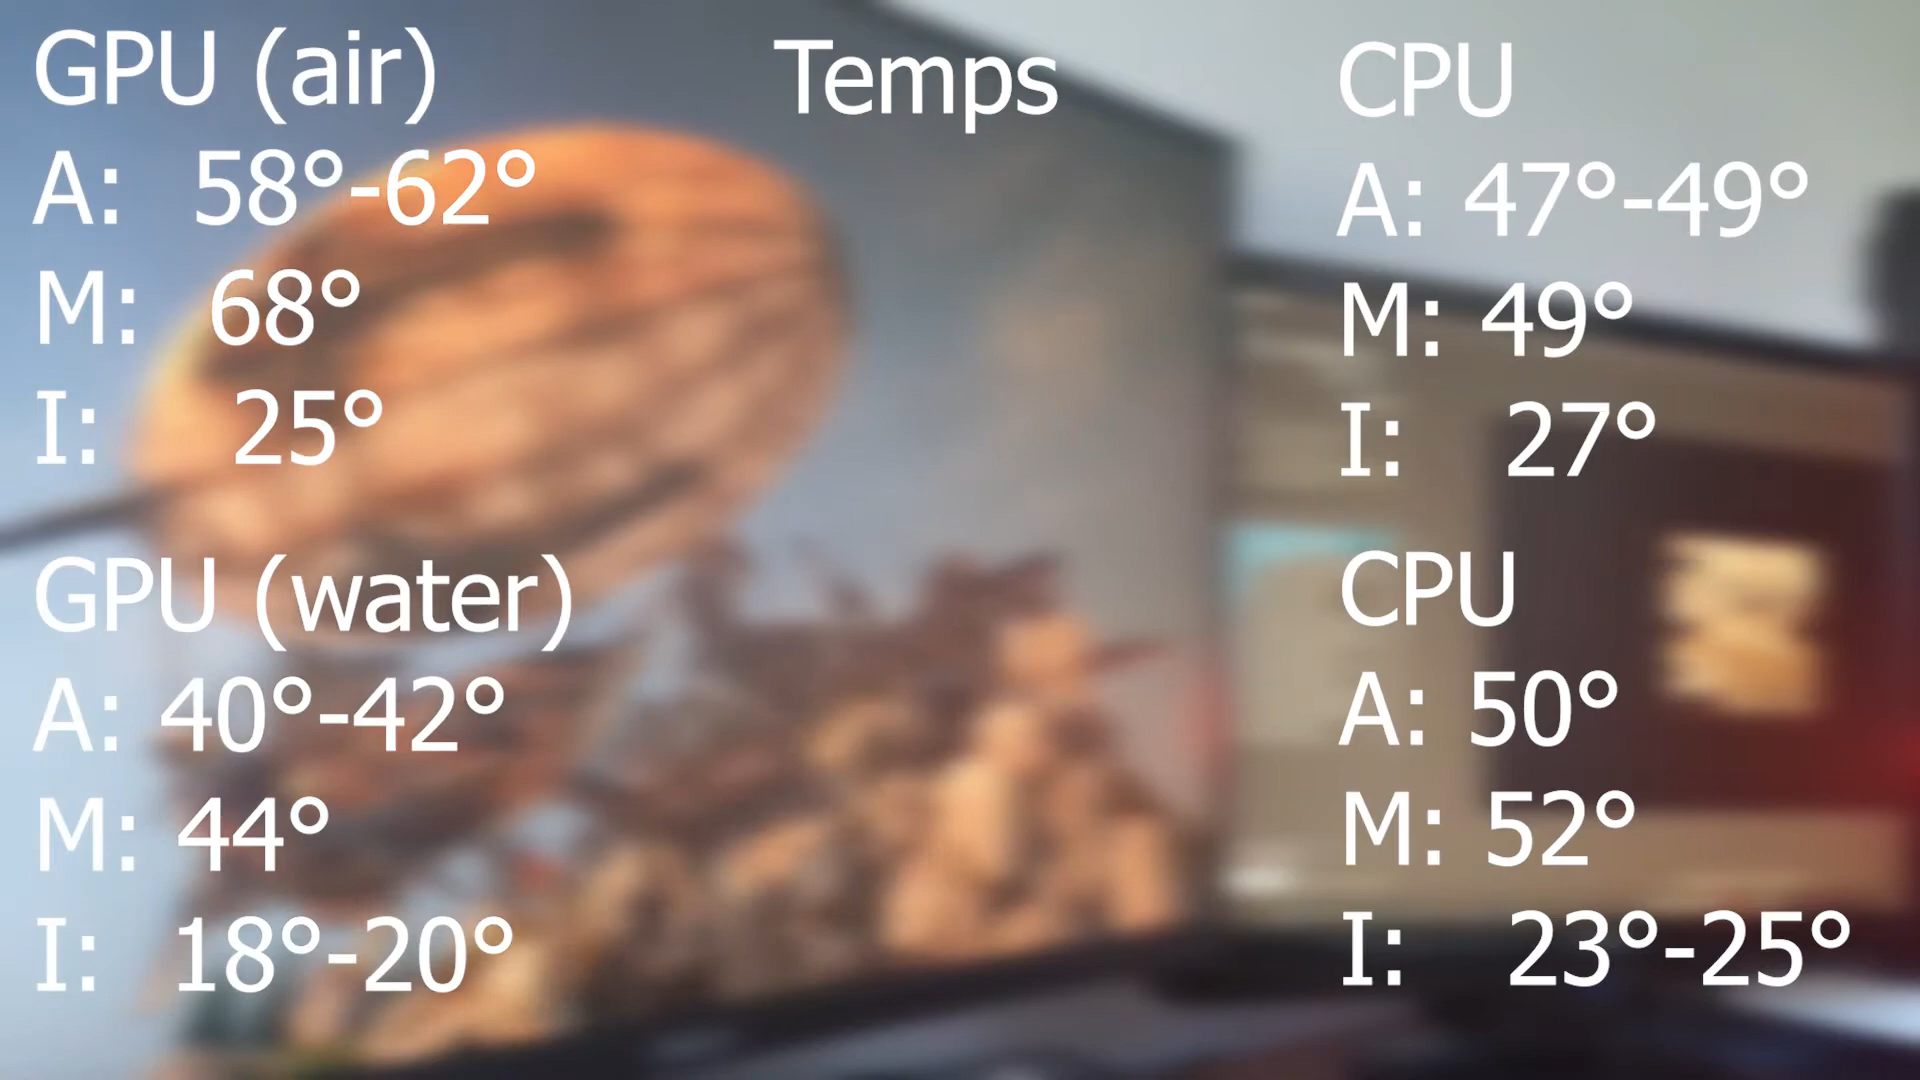 Temps
GPU (air)
A: 58°-62°
M: 68°
I: 25°
CPU
A: 47°-49°
M: 49°
I: 27°
GPU (water)
A: 40°-42°
M: 44°
I: 18°-20°
CPU
A: 50°
M: 52°
I: 23°-25°